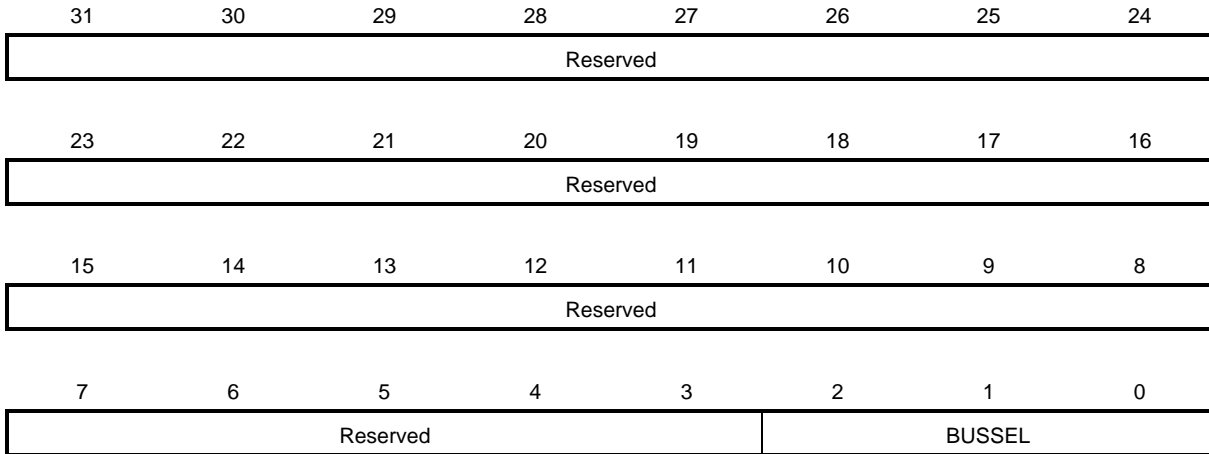 31 30 29 28 27 26 25 24
Reserved
23 22 21 20 19 18 17 16
Reserved
15 14 13 12 11 10 9 8
Reserved
7 6 5 4 3 2 1 0
Reserved BUSSEL